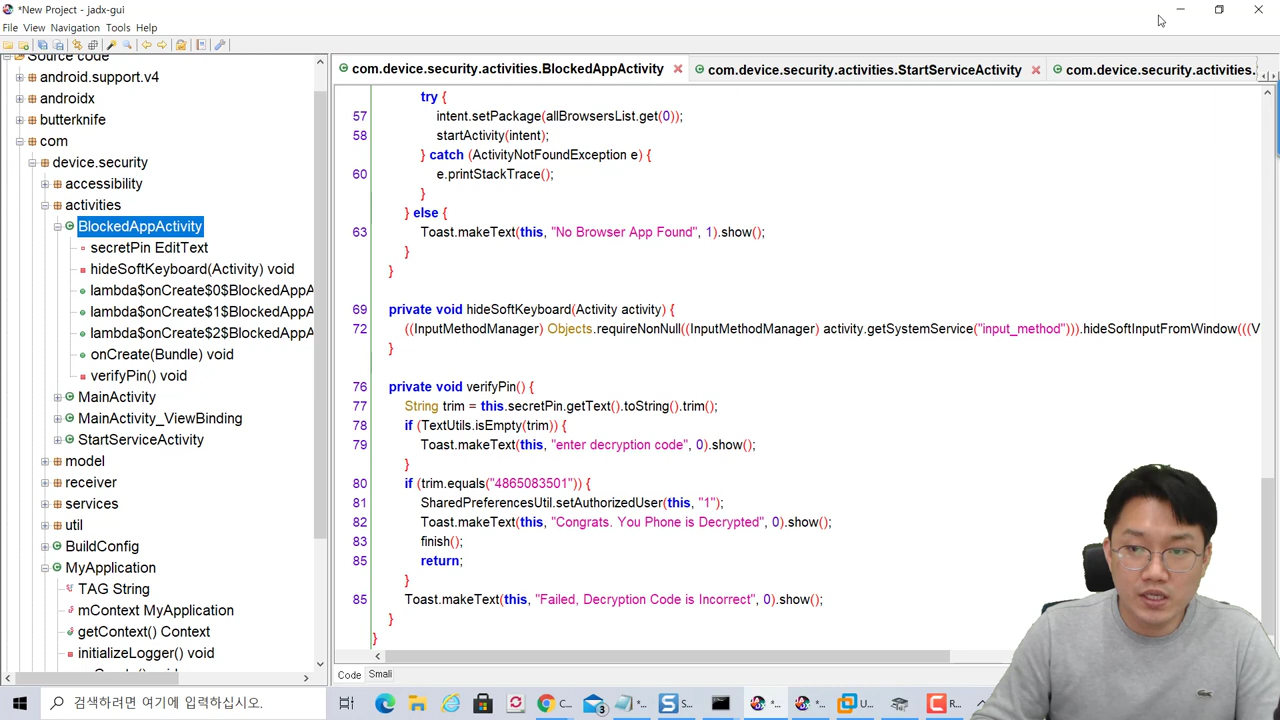 *New Project - jadx-gui
File View Navigation Tools Help
Source code
android.support.v4
androidx
butterknife
com
device.security
accessibility
activities
BlockedAppActivity
secretPin EditText
hideSoftKeyboard(Activity) void
lambda$onCreate$0$BlockedAppA
lambda$onCreate$1$BlockedAppA
lambda$onCreate$2$BlockedAppA
onCreate(Bundle) void
verifyPin() void
MainActivity
MainActivity_ViewBinding
StartServiceActivity
model
receiver
services
util
BuildConfig
MyApplication
TAG String
mContext MyApplication
getContext() Context
initializeLogger() void
com.device.security.activities.BlockedAppActivity
com.device.security.activities.StartServiceActivity
com.device.security.activities.
try {
57 intent.setPackage(allBrowsersList.get(0));
58 startActivity(intent);
} catch (ActivityNotFoundException e) {
60 e.printStackTrace();
}
} else {
63 Toast.makeText(this, "No Browser App Found", 1).show();
}
}
69 private void hideSoftKeyboard(Activity activity) {
72 ((InputMethodManager) Objects.requireNonNull((InputMethodManager) activity.getSystemService("input_method"))).hideSoftInputFromWindow(((V
}
76 private void verifyPin() {
77 String trim = this.secretPin.getText().toString().trim();
78 if (TextUtils.isEmpty(trim)) {
79 Toast.makeText(this, "enter decryption code", 0).show();
}
80 if (trim.equals("4865083501")) {
81 SharedPreferencesUtil.setAuthorizedUser(this, "1");
82 Toast.makeText(this, "Congrats. You Phone is Decrypted", 0).show();
83 finish();
85 return;
}
85 Toast.makeText(this, "Failed, Decryption Code is Incorrect", 0).show();
}
}
Code Smali
검색하려면 여기에 입력하십시오.
C...
3
*...
S...
*...
*...
U...
R...